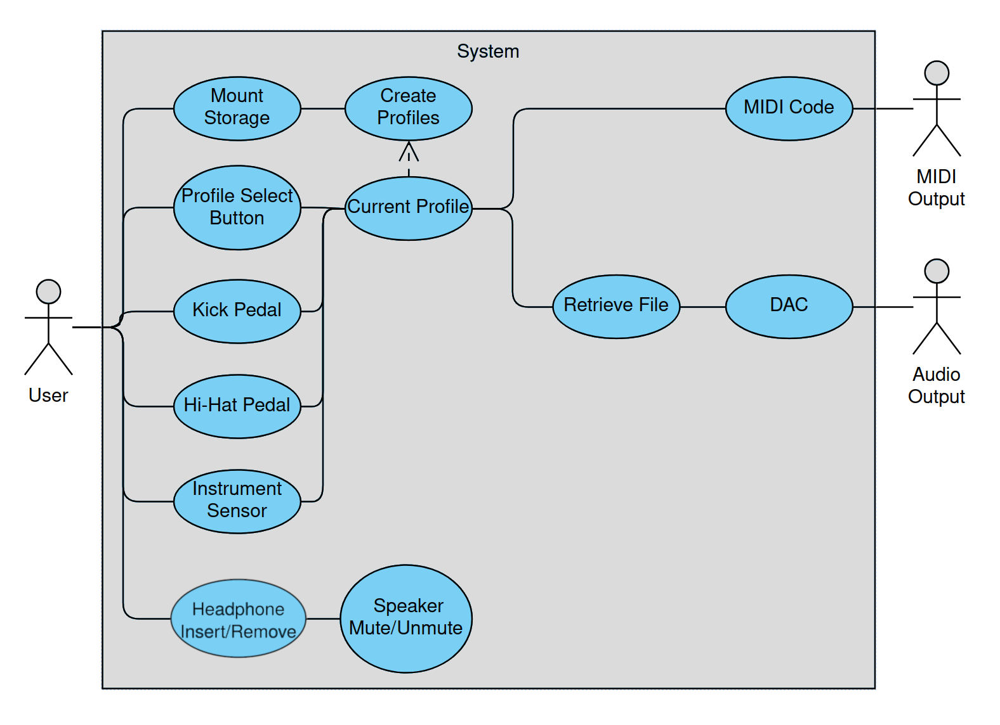 System
Mount
Storage
Create
Profiles
MIDI Code
MIDI
Output
Profile Select
Button
Current Profile
Kick Pedal
Retrieve File
DAC
Audio
Output
User
Hi-Hat Pedal
Instrument
Sensor
Headphone
Insert/Remove
Speaker
Mute/Unmute